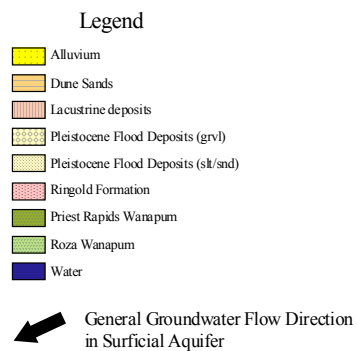 Legend
Alluvium
Dune Sands
Lacustrine deposits
Pleistocene Flood Deposits (grvl)
Pleistocene Flood Deposits (slt/snd)
Ringold Formation
Priest Rapids Wanapum
Roza Wanapum
Water
General Groundwater Flow Direction
in Surficial Aquifer